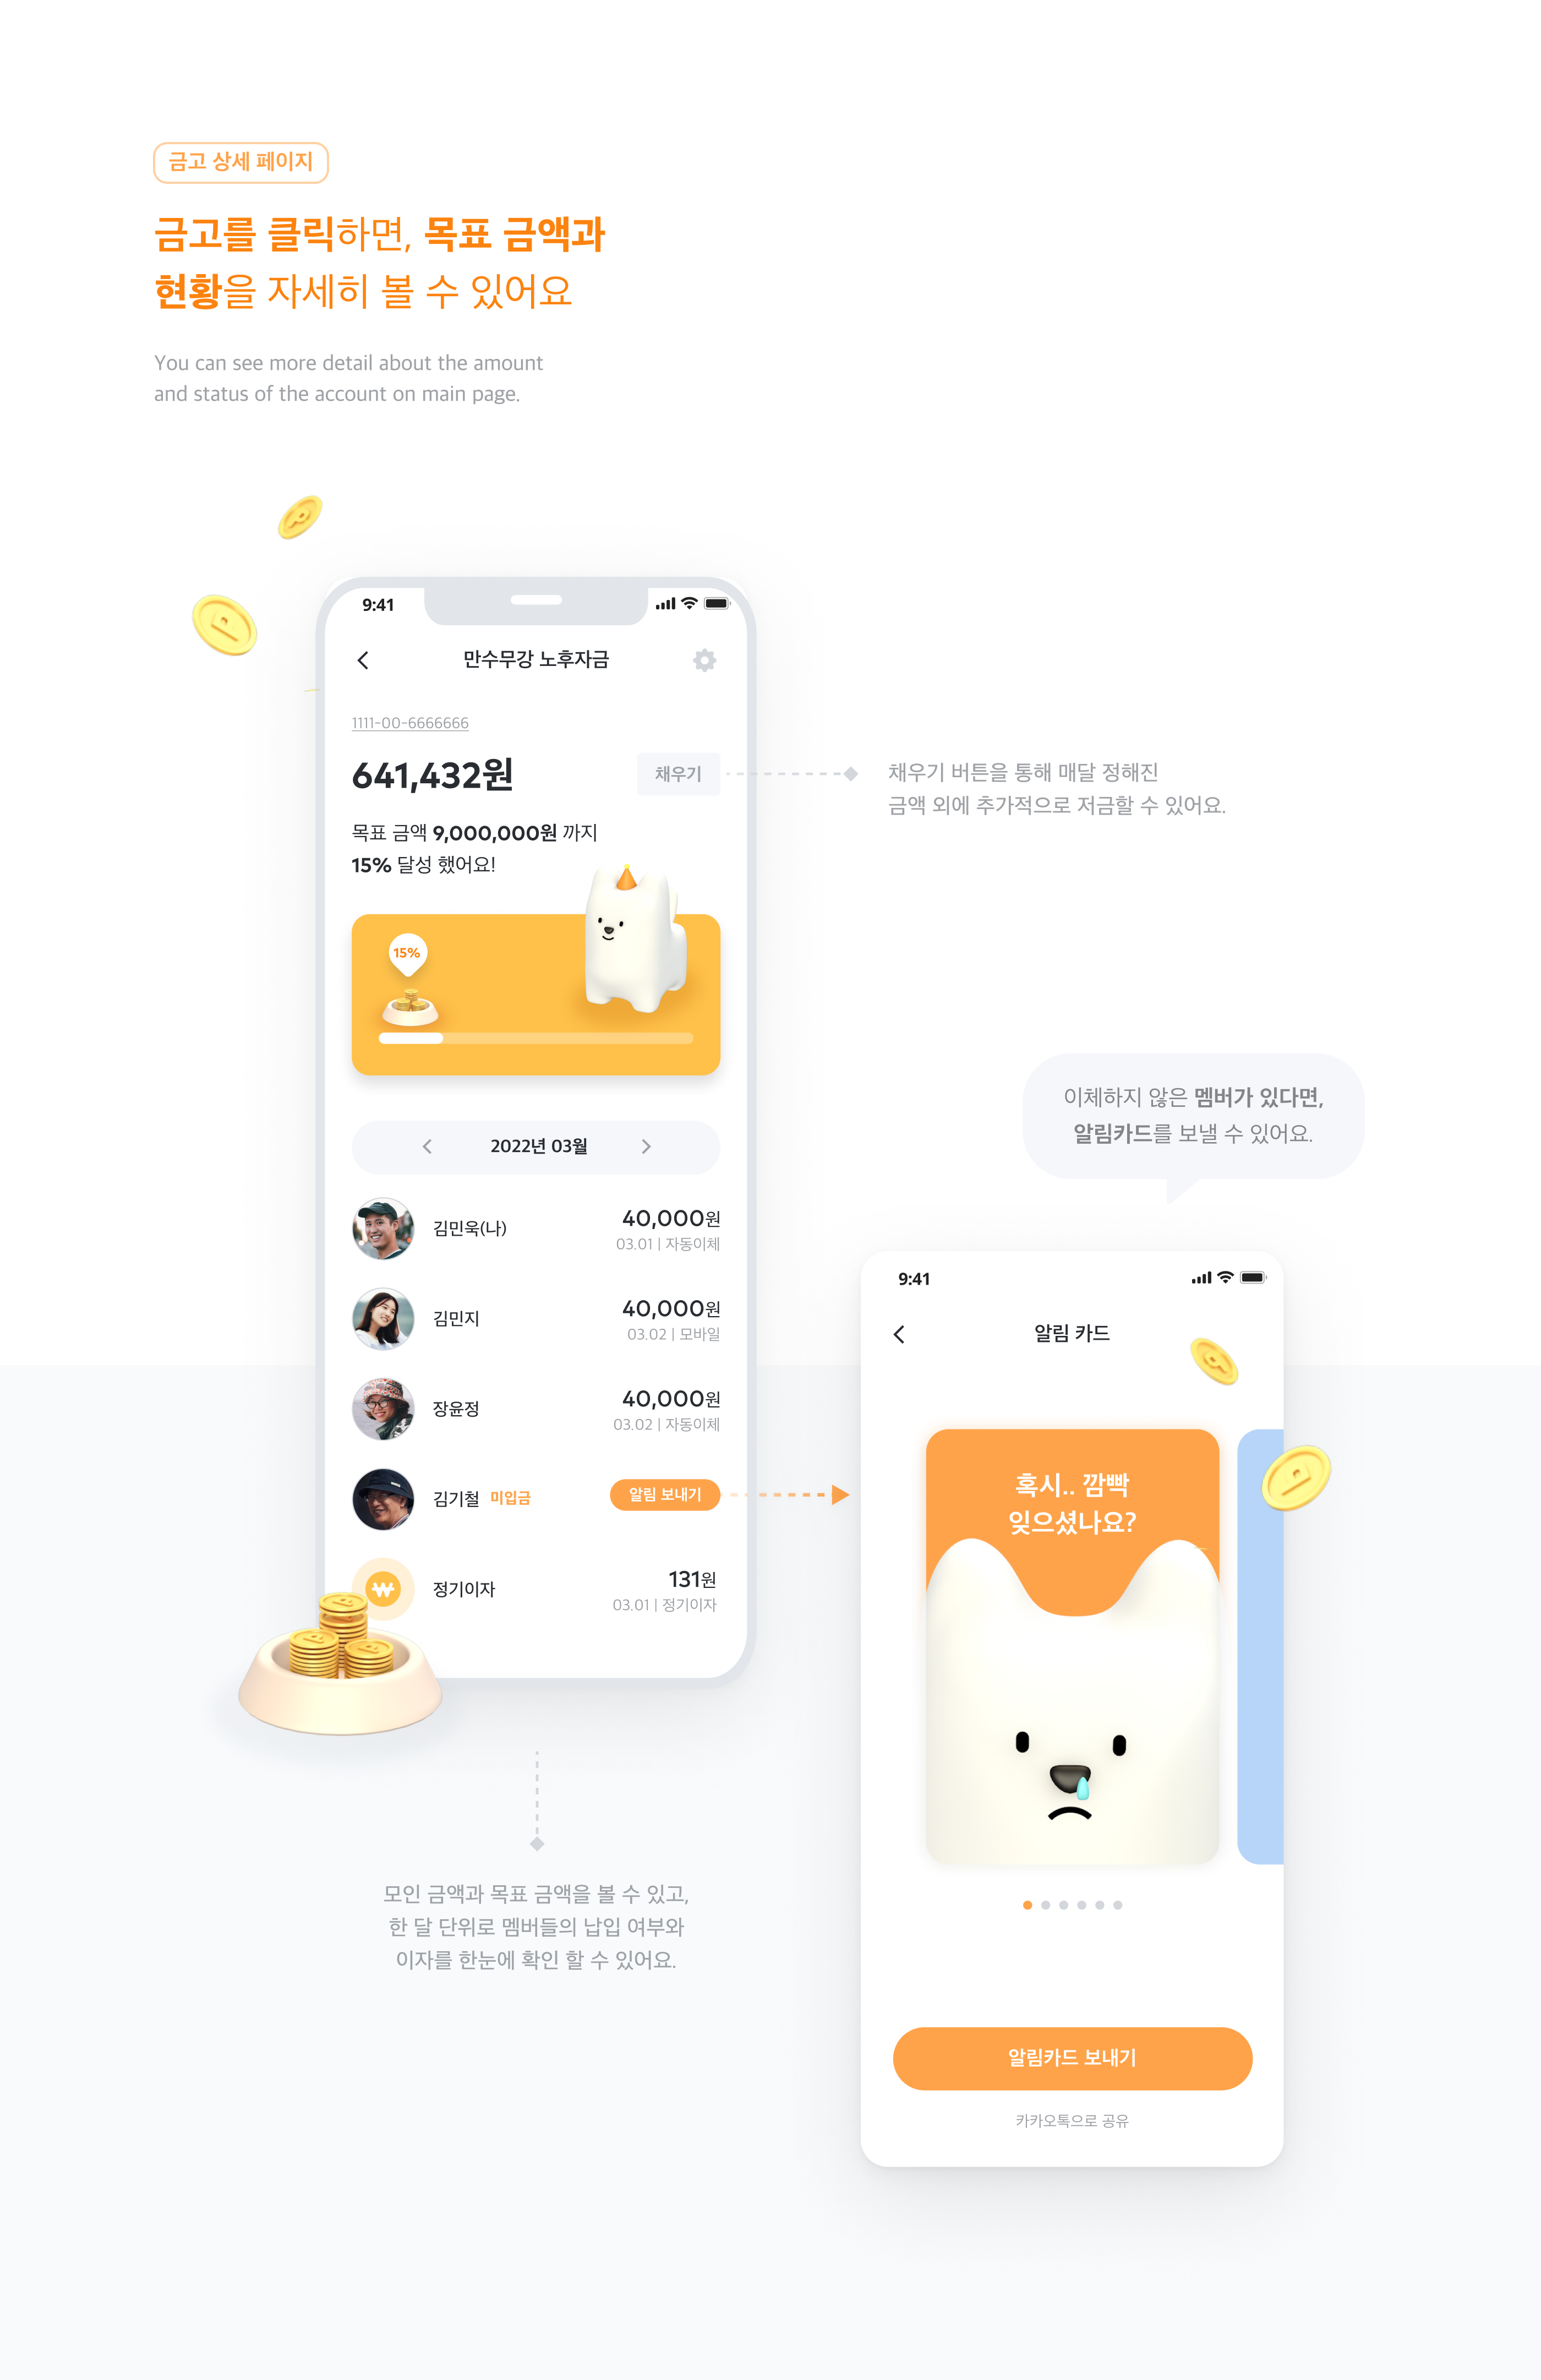 금고 상세 페이지
금고를 클릭하면, 목표 금액과
현황을 자세히 볼 수 있어요
You can see more detail about the amount
and status of the account on main page.
9:41
만수무강 노후자금
1111-00-6666666
641,432원
채우기
채우기 버튼을 통해 매달 정해진
금액 외에 추가적으로 저금할 수 있어요.
목표 금액 9,000,000원 까지
15% 달성 했어요!
15%
2022년 03월
김민욱(나)
40,000원
03.01 | 자동이체
김민지
40,000원
03.02 | 모바일
장윤정
40,000원
03.02 | 자동이체
김기철 미입금
알림 보내기
정기이자
131원
03.01 | 정기이자
모인 금액과 목표 금액을 볼 수 있고,
한 달 단위로 멤버들의 납입 여부와
이자를 한눈에 확인 할 수 있어요.
이체하지 않은 멤버가 있다면,
알림카드를 보낼 수 있어요.
9:41
알림 카드
혹시.. 깜빡
잊으셨나요?
알림카드 보내기
카카오톡으로 공유